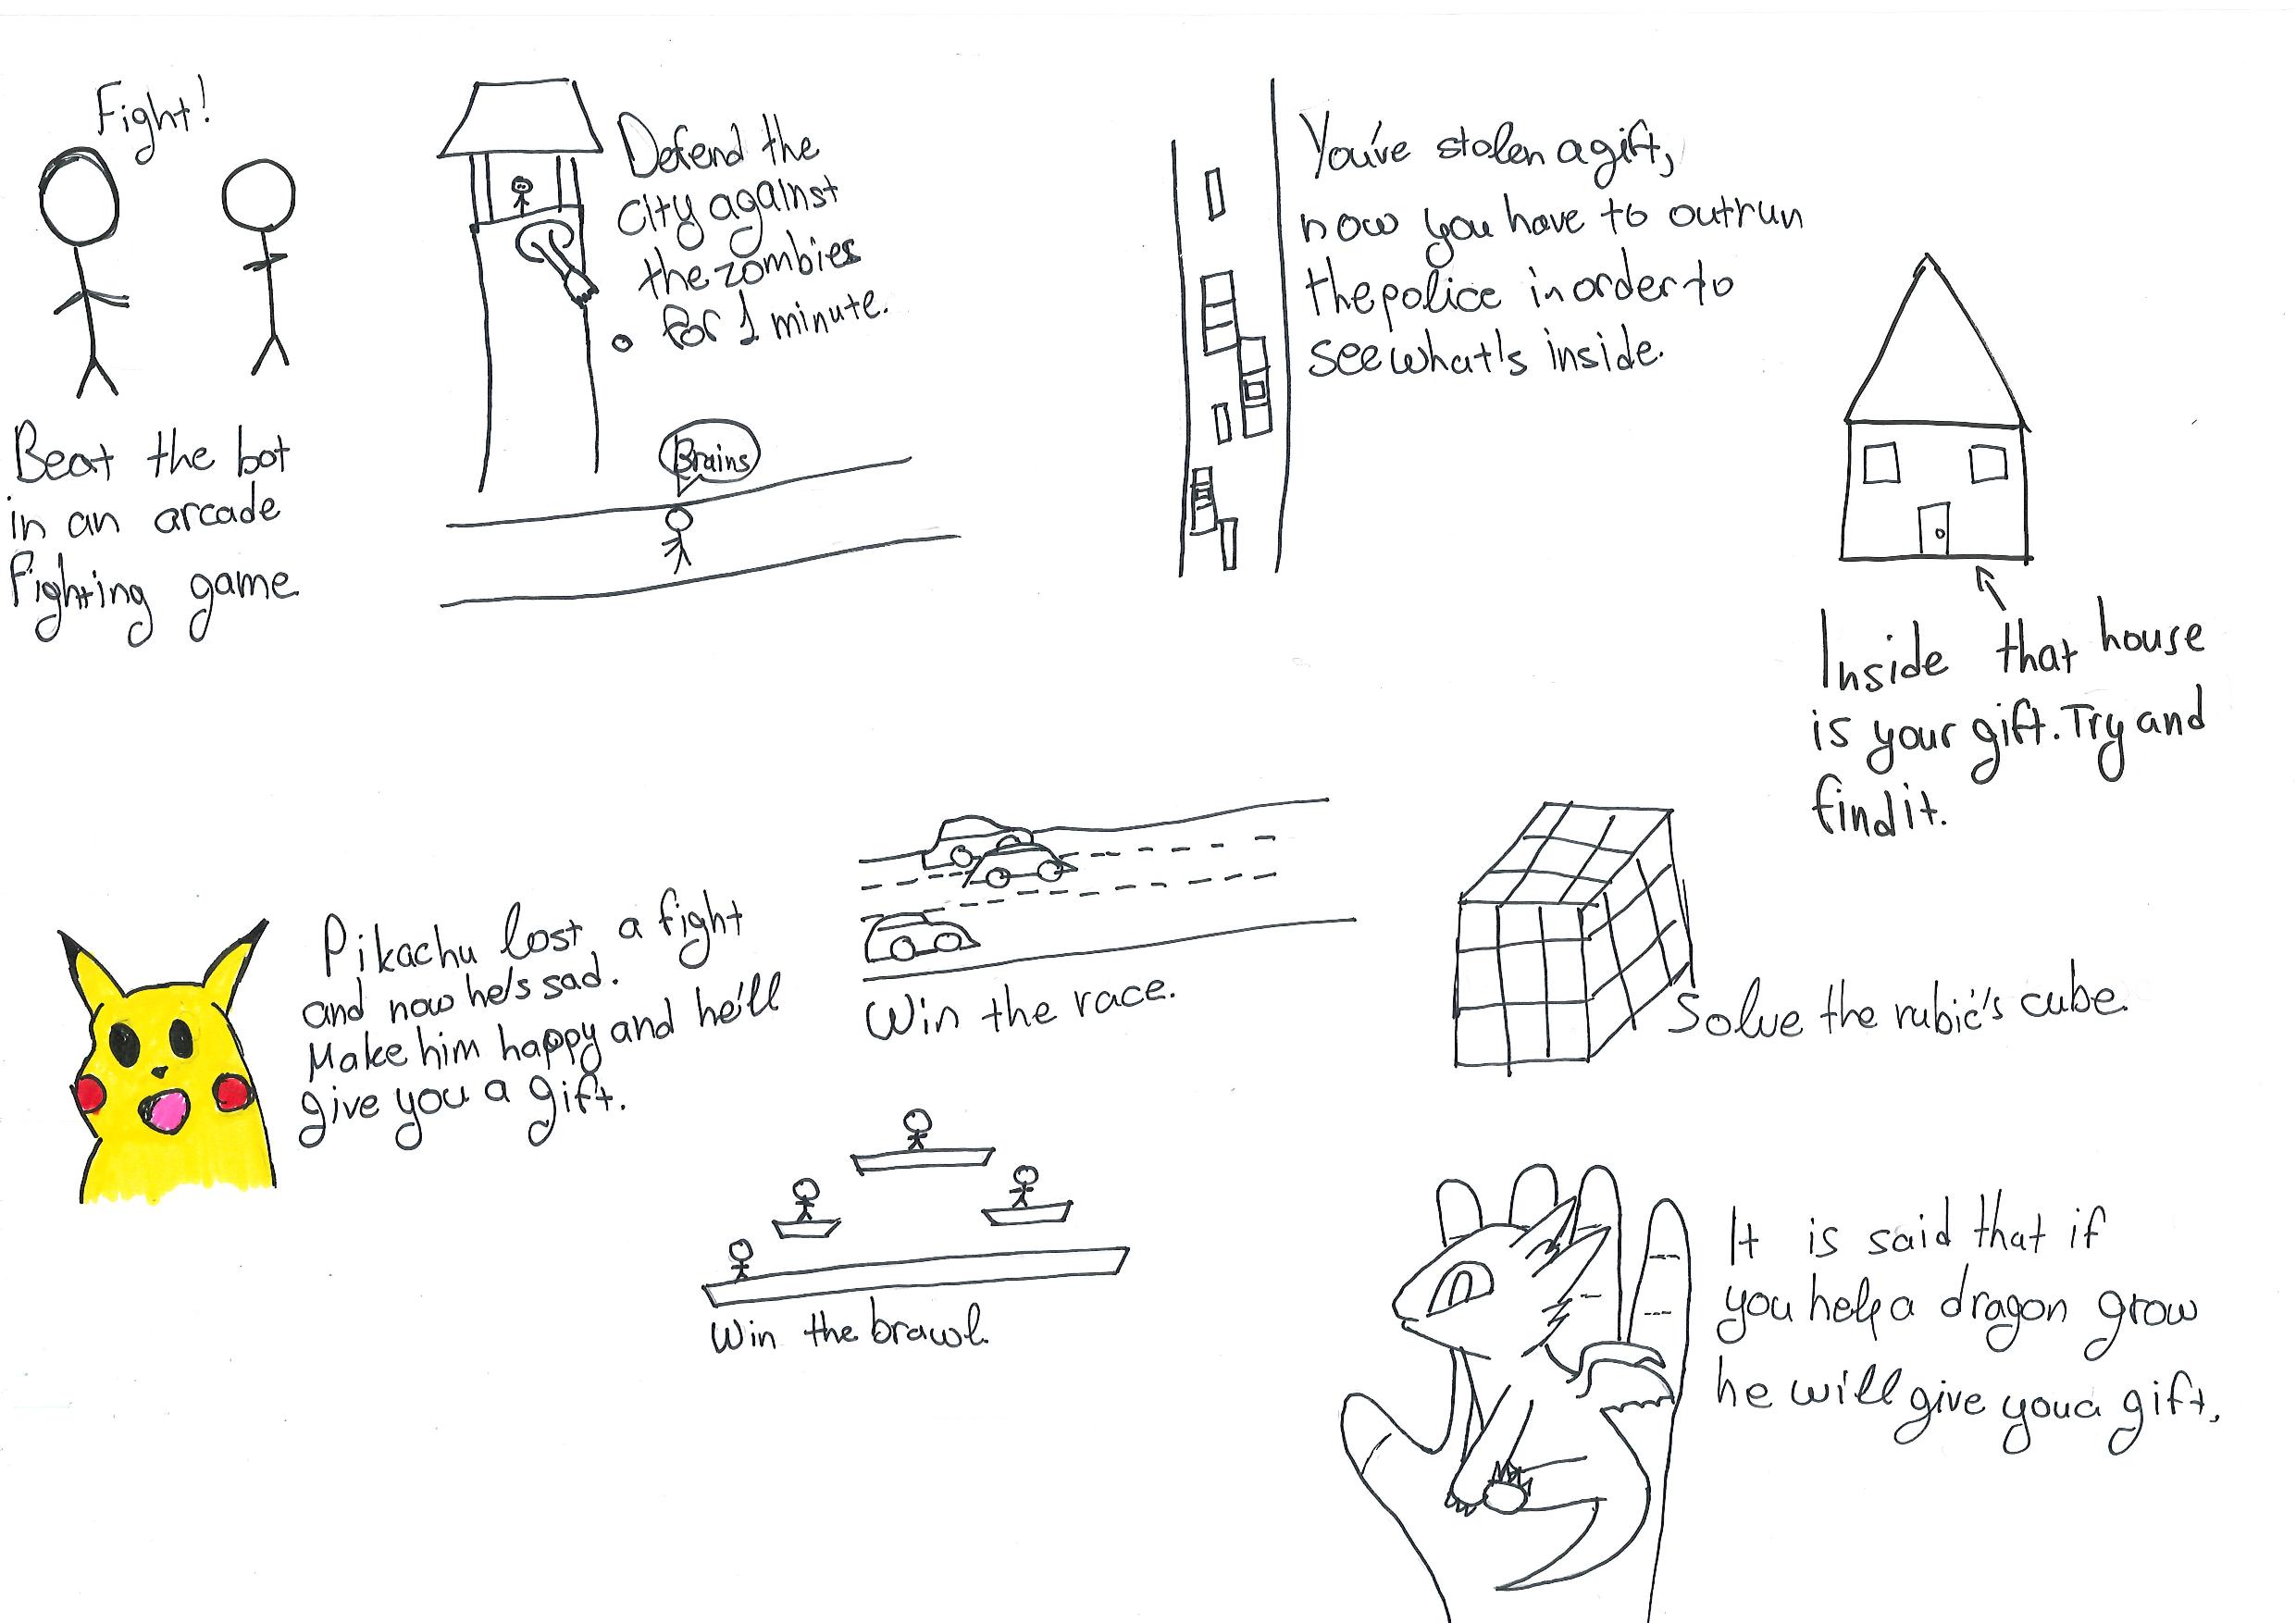 Fight!
Beat the bot
in an arcade
fighting game
Defend the
city against
the zombies
for 1 minute.
Brains
You've stolen a gift,
now you have to outrun
the police in order to
see what's inside.
Inside that house
is your gift. Try and
find it.
Pikachu lost a fight
and now he's sad.
Make him happy and he'll
give you a gift.
Win the race.
Solve the rubic's cube.
Win the brawl.
It is said that if
you help a dragon grow
he will give you a gift.